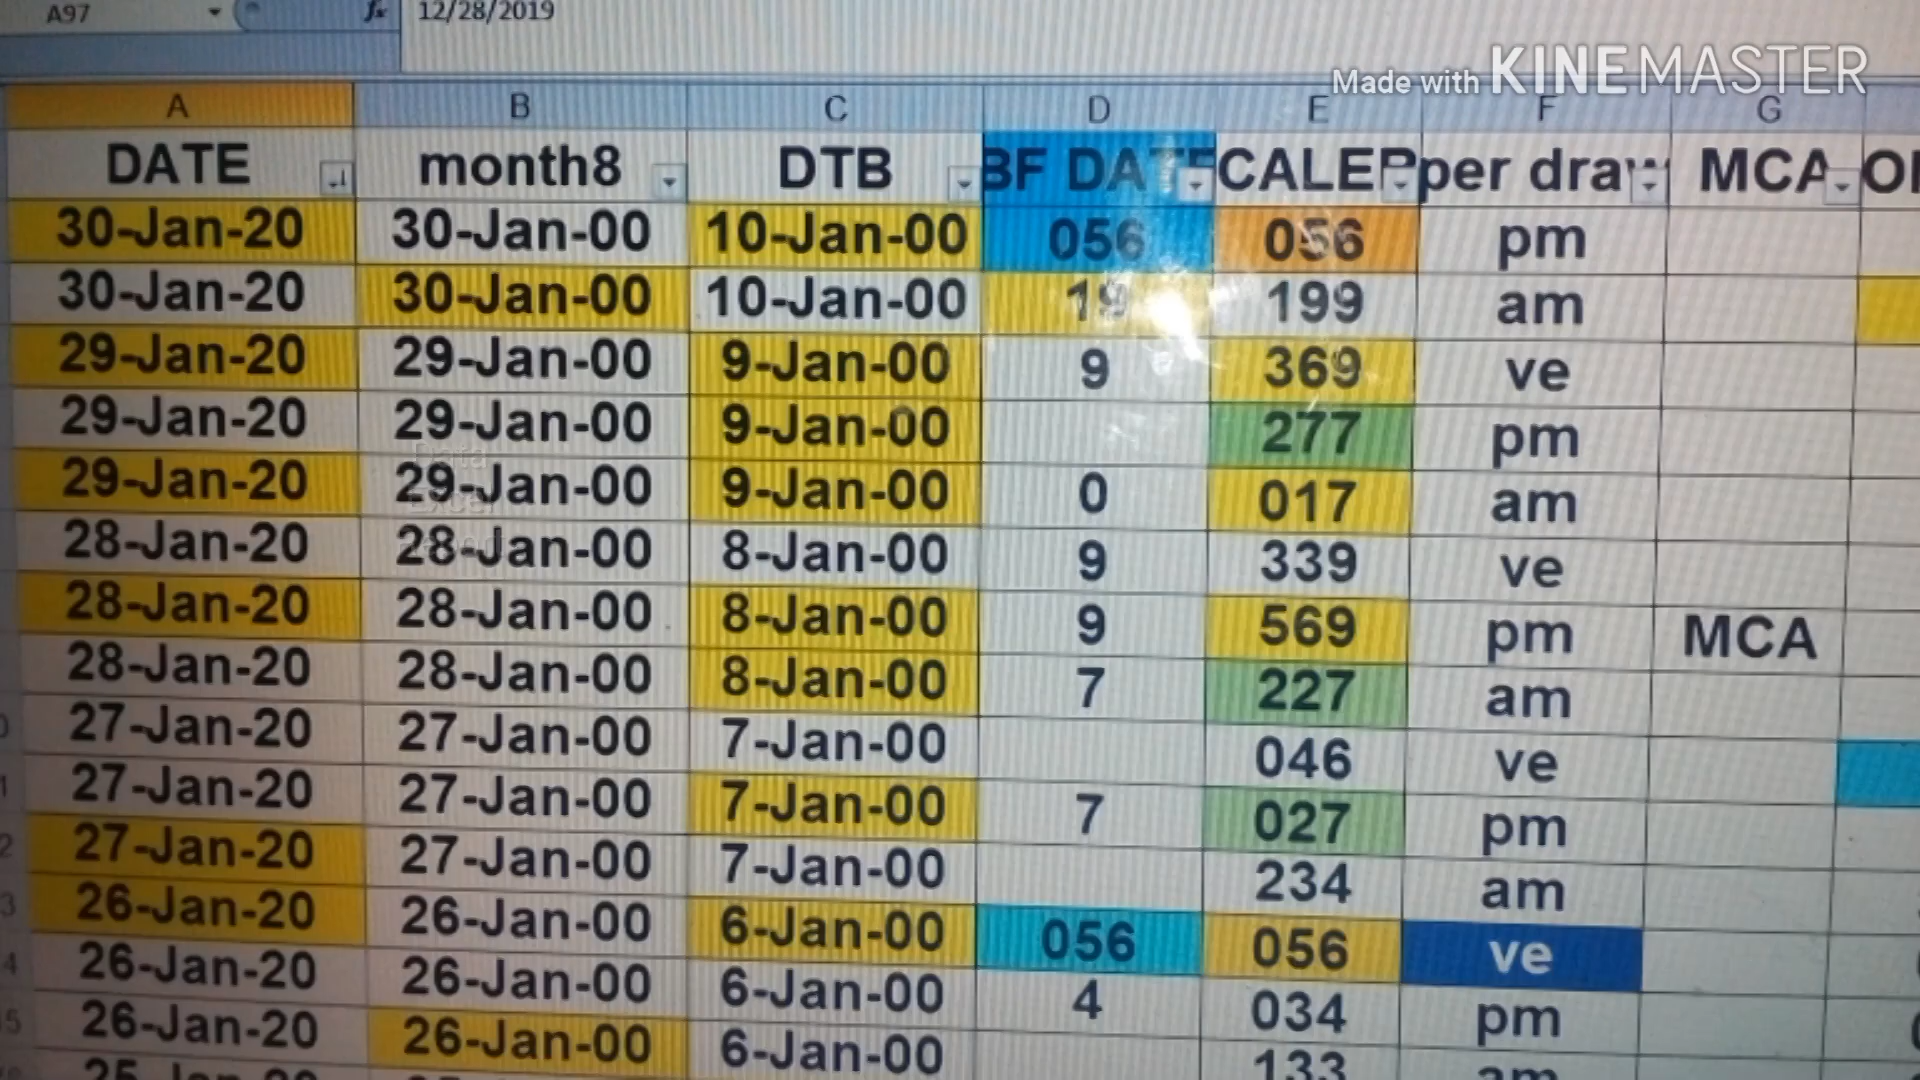 A97 fx 12/28/2019
Made with KINEMASTER
A B C D E F G
DATE month8 DTB BF DATE CALER per draw MCA
30-Jan-20 30-Jan-00 10-Jan-00 056 056 pm
30-Jan-20 30-Jan-00 10-Jan-00 19 199 am
29-Jan-20 29-Jan-00 9-Jan-00 9 369 ve
29-Jan-20 29-Jan-00 9-Jan-00 277 pm
29-Jan-20 29-Jan-00 9-Jan-00 0 017 am
28-Jan-20 28-Jan-00 8-Jan-00 9 339 ve
28-Jan-20 28-Jan-00 8-Jan-00 9 569 pm MCA
28-Jan-20 28-Jan-00 8-Jan-00 7 227 am
27-Jan-20 27-Jan-00 7-Jan-00 046 ve
27-Jan-20 27-Jan-00 7-Jan-00 7 027 pm
27-Jan-20 27-Jan-00 7-Jan-00 234 am
26-Jan-20 26-Jan-00 6-Jan-00 056 056 ve
26-Jan-20 26-Jan-00 6-Jan-00 4 034 pm
26-Jan-20 26-Jan-00 6-Jan-00 133 am
Data
Excel